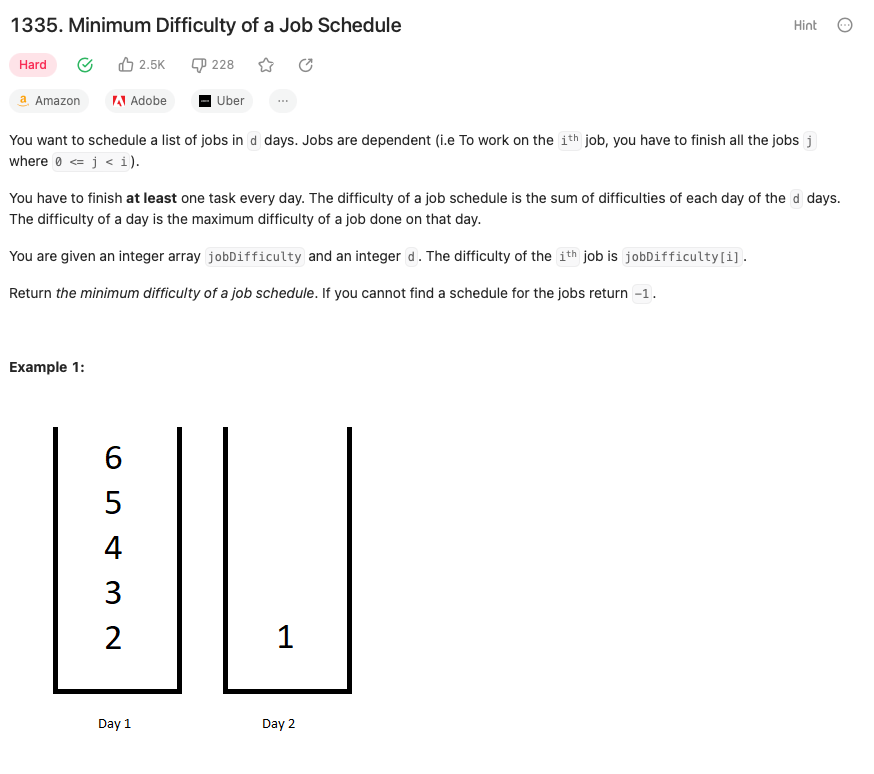 1335. Minimum Difficulty of a Job Schedule
Hint
Hard 2.5K 228
Amazon Adobe Uber ...
You want to schedule a list of jobs in d days. Jobs are dependent (i.e To work on the ith job, you have to finish all the jobs j
where 0 <= j < i).
You have to finish at least one task every day. The difficulty of a job schedule is the sum of difficulties of each day of the d days.
The difficulty of a day is the maximum difficulty of a job done on that day.
You are given an integer array jobDifficulty and an integer d. The difficulty of the ith job is jobDifficulty[i].
Return the minimum difficulty of a job schedule. If you cannot find a schedule for the jobs return -1.
Example 1:
6
5
4
3
2 1
Day 1 Day 2